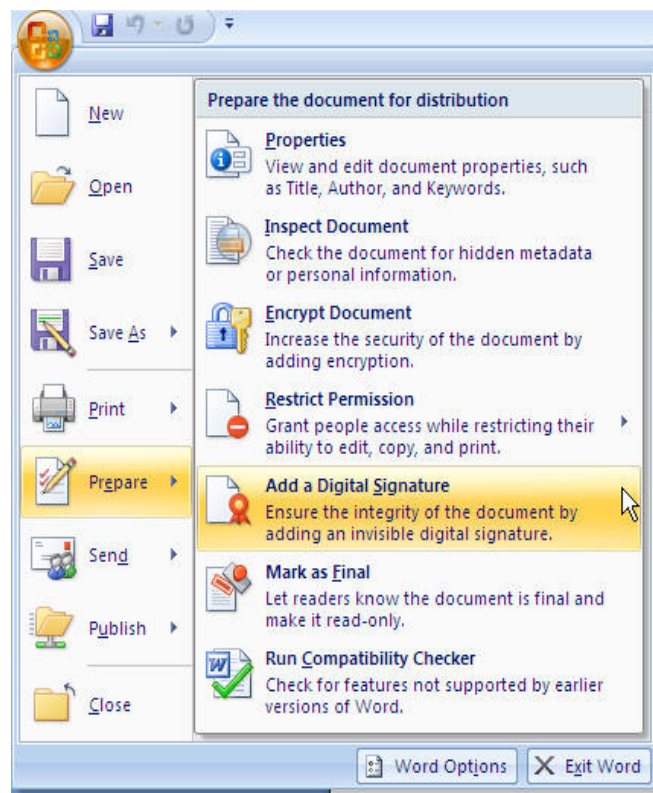 New
Open
Save
Save As
Print
Prepare
Send
Publish
Close
Prepare the document for distribution
Properties
View and edit document properties, such
as Title, Author, and Keywords.
Inspect Document
Check the document for hidden metadata
or personal information.
Encrypt Document
Increase the security of the document by
adding encryption.
Restrict Permission
Grant people access while restricting their
ability to edit, copy, and print.
Add a Digital Signature
Ensure the integrity of the document by
adding an invisible digital signature.
Mark as Final
Let readers know the document is final and
make it read-only.
Run Compatibility Checker
Check for features not supported by earlier
versions of Word.
Word Options
Exit Word